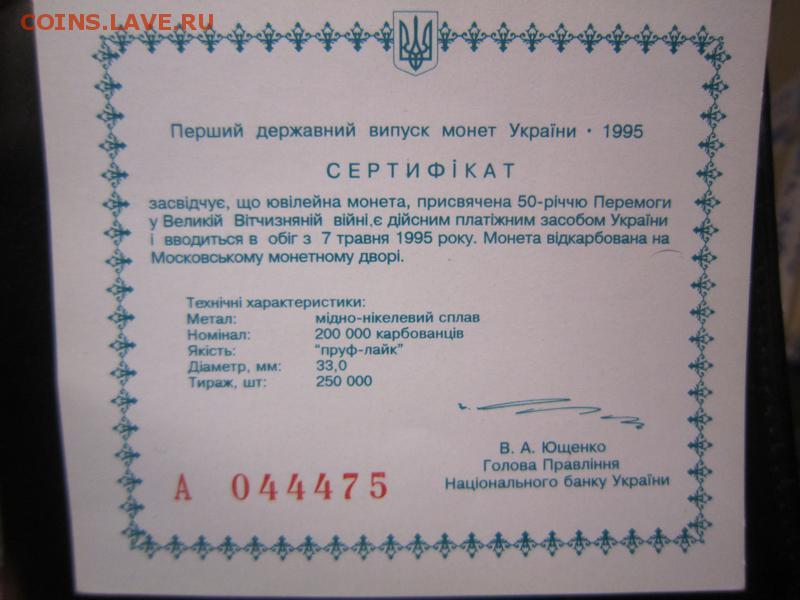 COINS.LAVE.RU
Перший державний випуск монет України · 1995
СЕРТИФІКАТ
засвідчує, що ювілейна монета, присвячена 50-річчю Перемоги
у Великій Вітчизняній війні,є дійсним платіжним засобом України
і вводиться в обіг з 7 травня 1995 року. Монета відкарбована на
Московському монетному дворі.
Технічні характеристики:
Метал: мідно-нікелевий сплав
Номінал: 200 000 карбованців
Якість: "пруф-лайк"
Діаметр, мм: 33,0
Тираж, шт: 250 000
В. А. Ющенко
Голова Правління
Національного банку України
А 044475